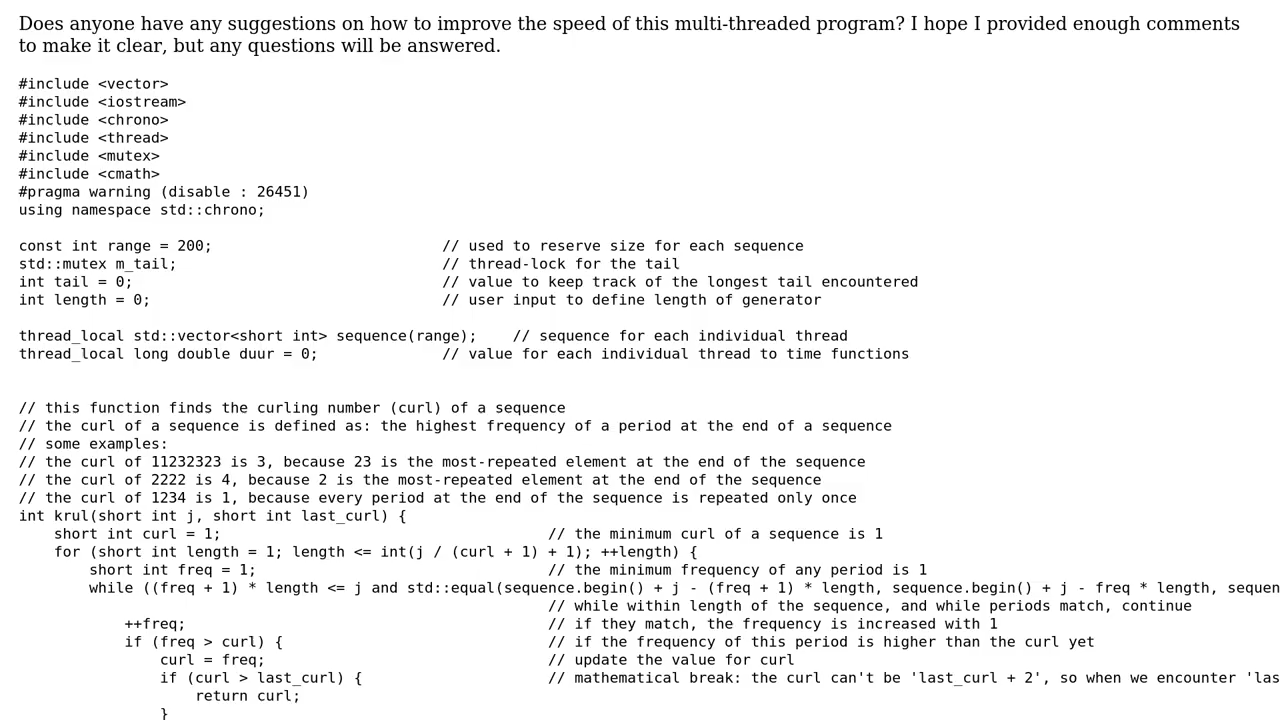 Does anyone have any suggestions on how to improve the speed of this multi-threaded program? I hope I provided enough comments
to make it clear, but any questions will be answered.
#include <vector>
#include <iostream>
#include <chrono>
#include <thread>
#include <mutex>
#include <cmath>
#pragma warning (disable : 26451)
using namespace std::chrono;
const int range = 200; // used to reserve size for each sequence
std::mutex m_tail; // thread-lock for the tail
int tail = 0; // value to keep track of the longest tail encountered
int length = 0; // user input to define length of generator
thread_local std::vector<short int> sequence(range); // sequence for each individual thread
thread_local long double duur = 0; // value for each individual thread to time functions
// this function finds the curling number (curl) of a sequence
// the curl of a sequence is defined as: the highest frequency of a period at the end of a sequence
// some examples:
// the curl of 11232323 is 3, because 23 is the most-repeated element at the end of the sequence
// the curl of 2222 is 4, because 2 is the most-repeated element at the end of the sequence
// the curl of 1234 is 1, because every period at the end of the sequence is repeated only once
int krul(short int j, short int last_curl) {
short int curl = 1; // the minimum curl of a sequence is 1
for (short int length = 1; length <= int(j / (curl + 1) + 1); ++length) {
short int freq = 1; // the minimum frequency of any period is 1
while ((freq + 1) * length <= j and std::equal(sequence.begin() + j - (freq + 1) * length, sequence.begin() + j - freq * length, sequen
// while within length of the sequence, and while periods match, continue
++freq; // if they match, the frequency is increased with 1
if (freq > curl) { // if the frequency of this period is higher than the curl yet
curl = freq; // update the value for curl
if (curl > last_curl) { // mathematical break: the curl can't be 'last_curl + 2', so when we encounter 'las
return curl;
}